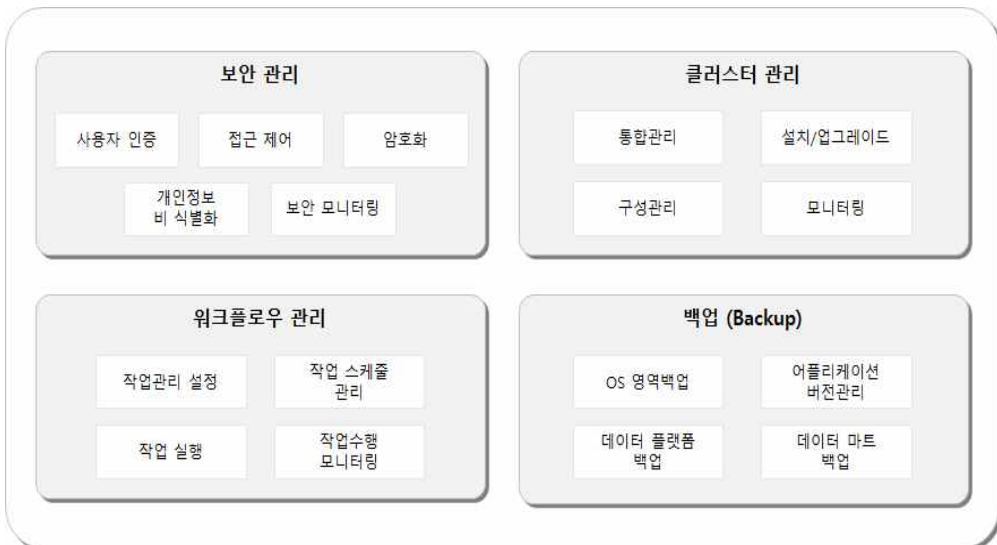 보안 관리
사용자 인증
접근 제어
암호화
개인정보
비 식별화
보안 모니터링
클러스터 관리
통합관리
설치/업그레이드
구성관리
모니터링
워크플로우 관리
작업관리 설정
작업 스케줄
관리
작업 실행
작업수행
모니터링
백업 (Backup)
OS 영역백업
어플리케이션
버전관리
데이터 플랫폼
백업
데이터 마트
백업